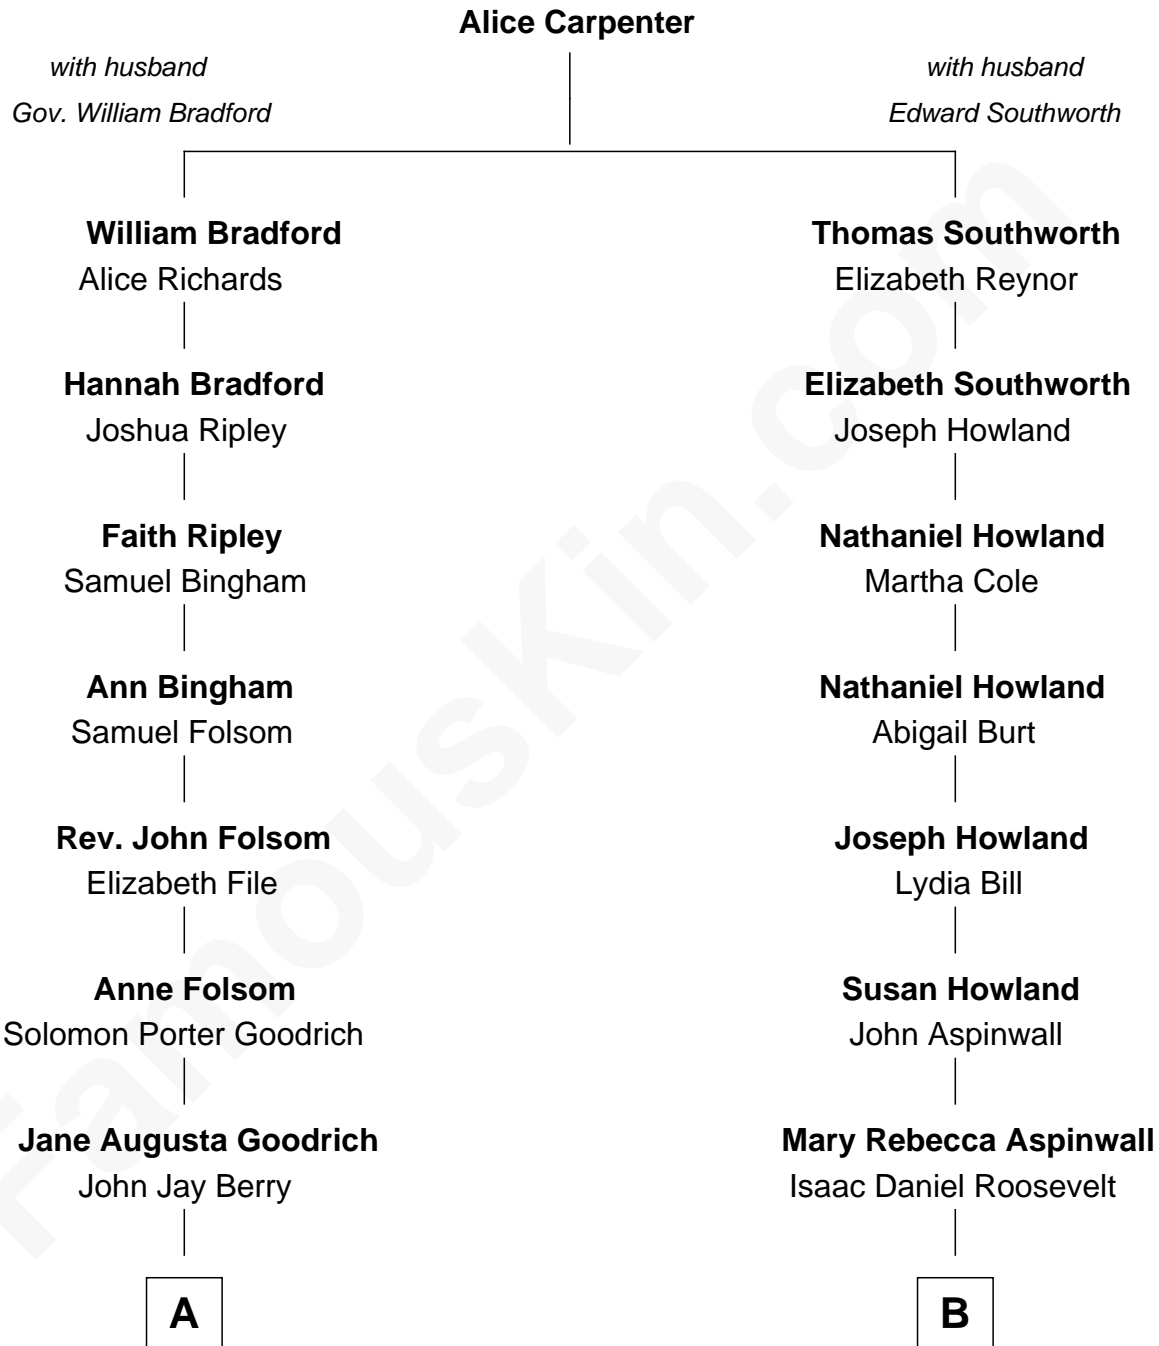 Alice Carpenter
with husband
Gov. William Bradford
with husband
Edward Southworth
William Bradford
Alice Richards
Thomas Southworth
Elizabeth Reynor
Hannah Bradford
Joshua Ripley
Elizabeth Southworth
Joseph Howland
Faith Ripley
Samuel Bingham
Nathaniel Howland
Martha Cole
Ann Bingham
Samuel Folsom
Nathaniel Howland
Abigail Burt
Rev. John Folsom
Elizabeth File
Joseph Howland
Lydia Bill
Anne Folsom
Solomon Porter Goodrich
Susan Howland
John Aspinwall
Jane Augusta Goodrich
John Jay Berry
Mary Rebecca Aspinwall
Isaac Daniel Roosevelt
A
B
FamousKin.com